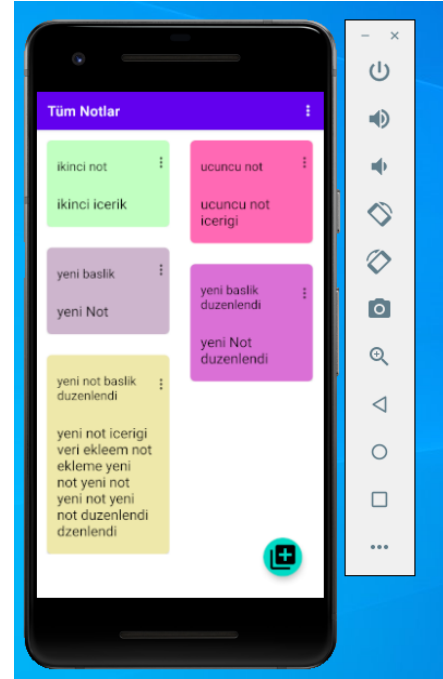 Tüm Notlar
ikinci not
ikinci icerik
ucuncu not
ucuncu not
icerigi
yeni baslik
yeni Not
yeni baslik
duzenlendi
yeni Not
duzenlendi
yeni not baslik
duzenlendi
yeni not icerigi
veri ekleem not
ekleme yeni
not yeni not
yeni not yeni
not duzenlendi
dzenlendi